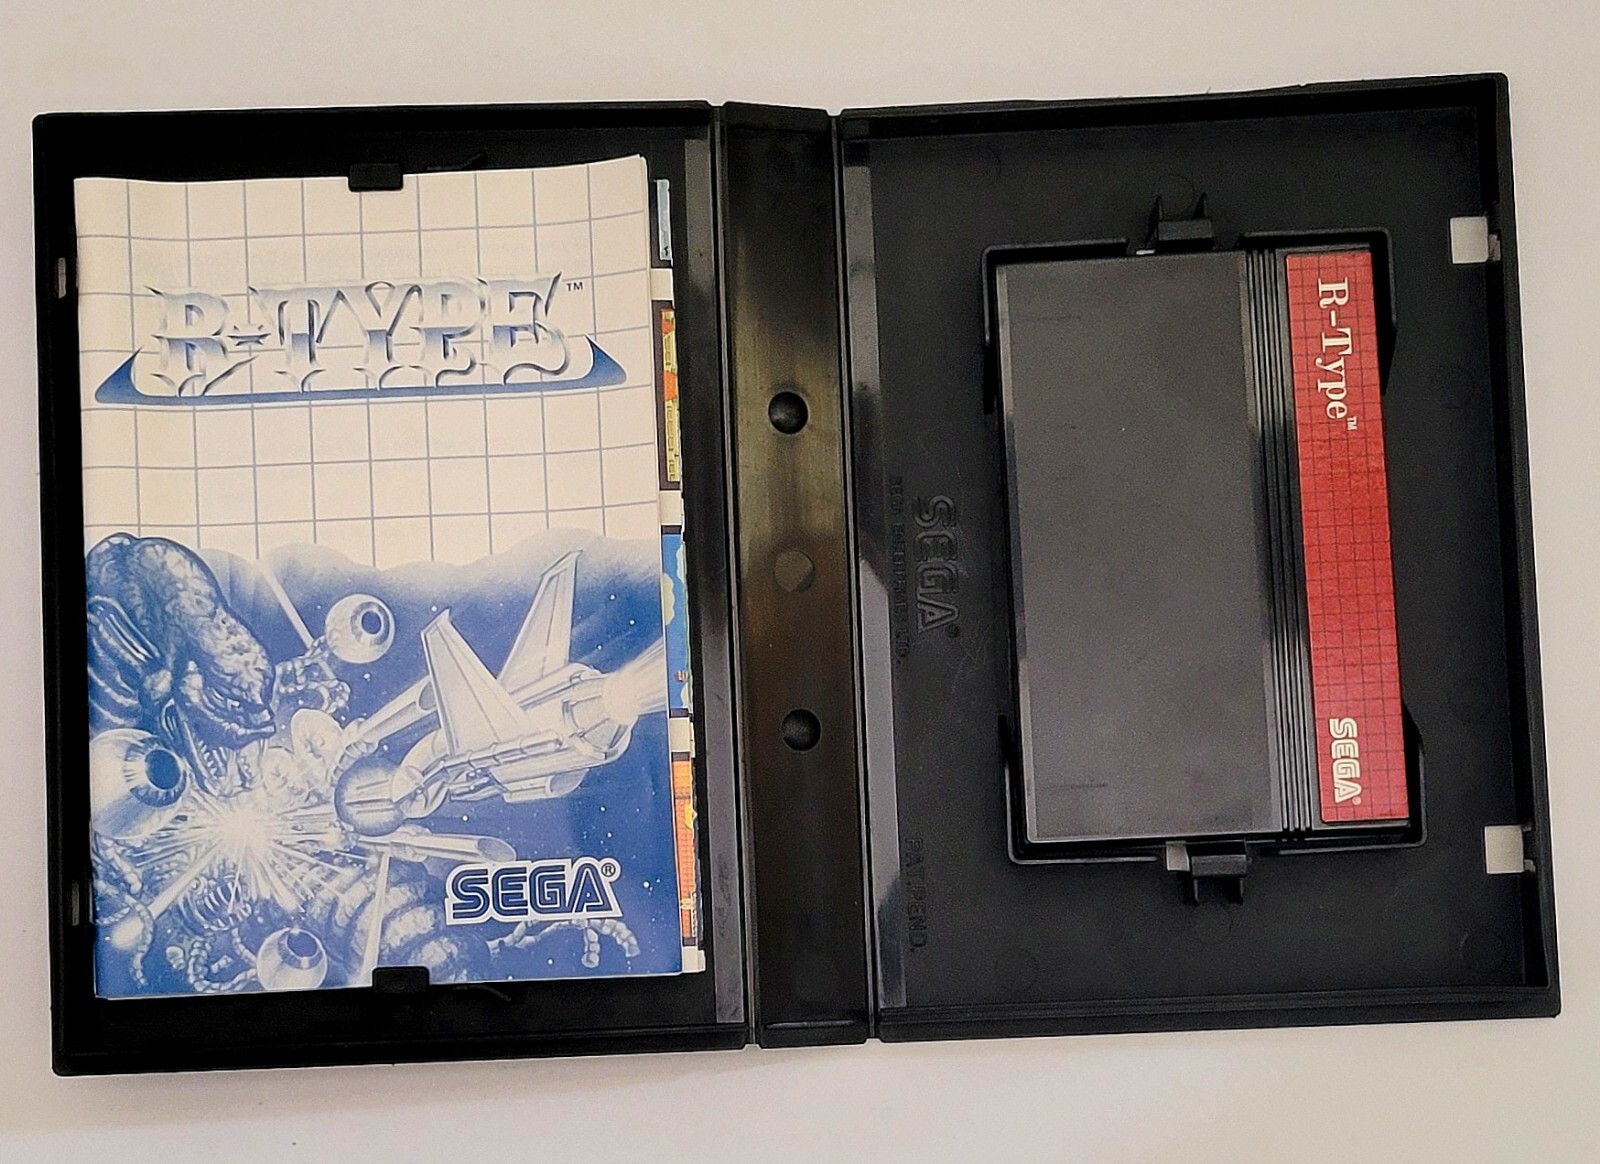 R-TYPE™
SEGA®
SEGA®
SEGA ENTERPRISES LTD.
PAT.PEND.
R-Type™
SEGA®